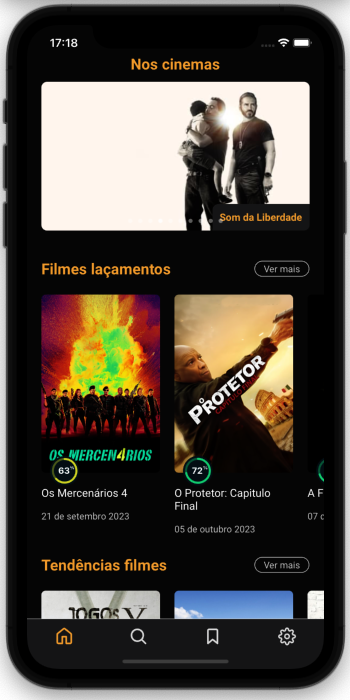 17:18
Nos cinemas
Som da Liberdade
Filmes laçamentos
Ver mais
OS MERCEN4RIOS
O PROTETOR
63%
72%
Os Mercenários 4
O Protetor: Capitulo
Final
A F
21 de setembro 2023
05 de outubro 2023
07 c
Tendências filmes
Ver mais
JOGOS